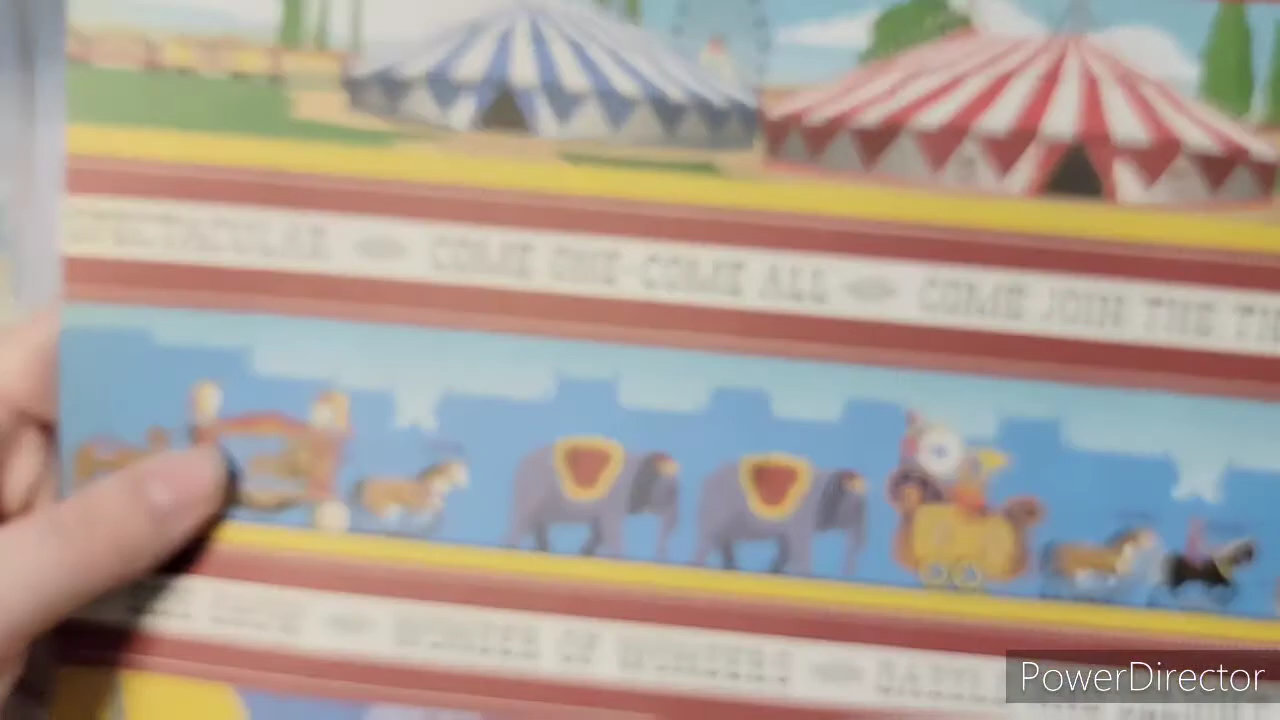 SPECTACULAR COME ONE-COME ALL COME JOIN THE
WONDER OF WONDERS
PowerDirector